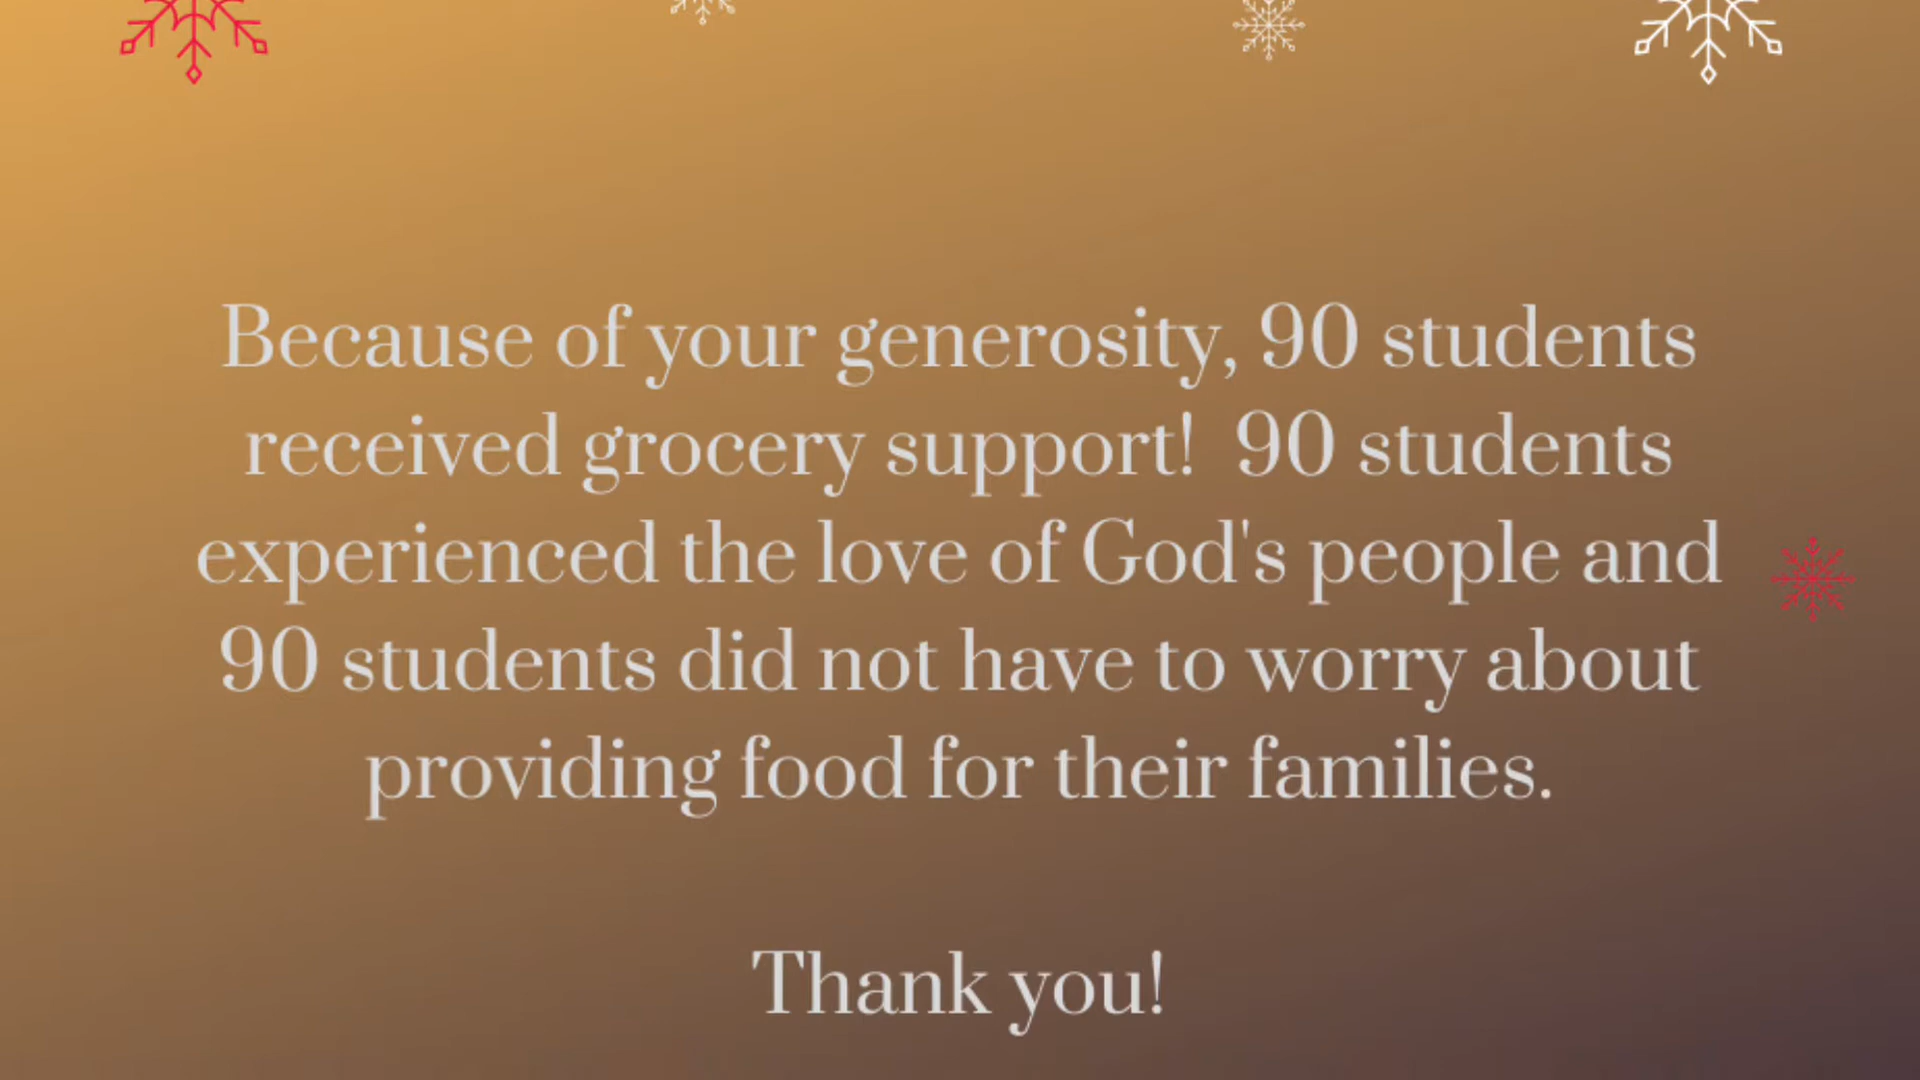 Because of your generosity, 90 students
received grocery support!  90 students
experienced the love of God's people and
90 students did not have to worry about
providing food for their families.
Thank you!